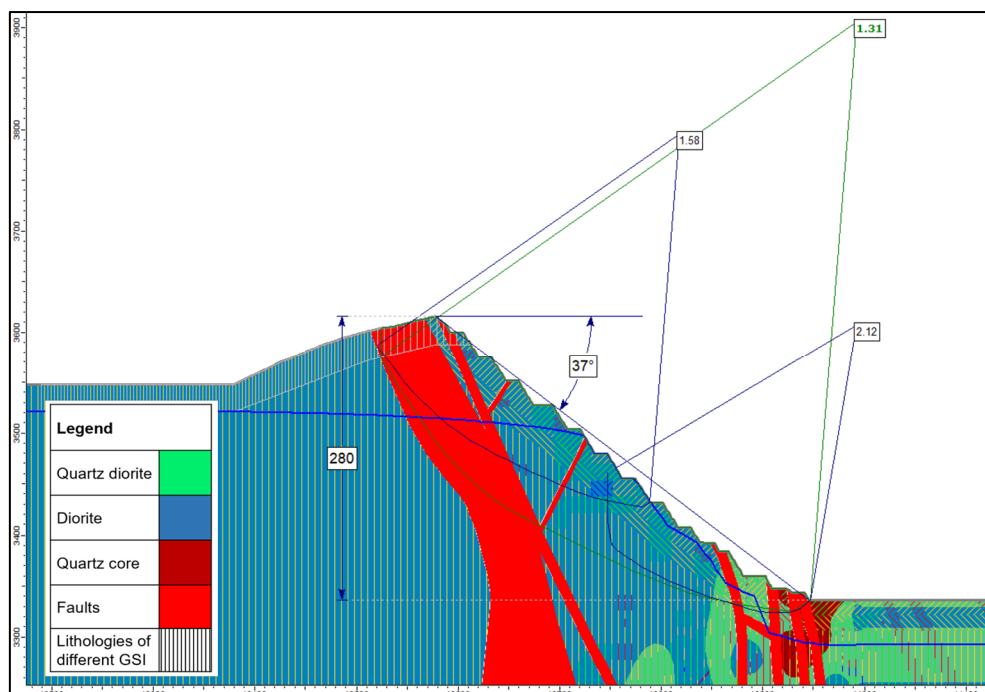 3900
1.31
3800
1.58
3700
3600
2.12
37°
3500
280
3400
3300
Legend
Quartz diorite
Diorite
Quartz core
Faults
Lithologies of
different GSI